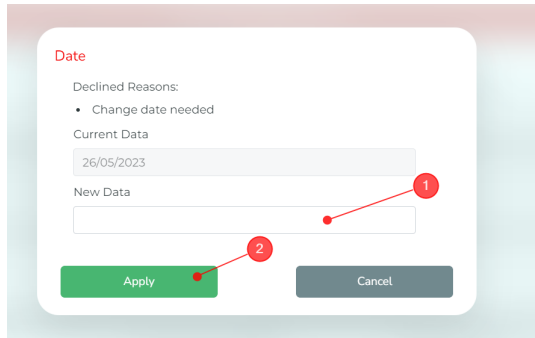 Date
Declined Reasons:
• Change date needed
Current Data
26/05/2023
New Data
1
2
Apply
Cancel